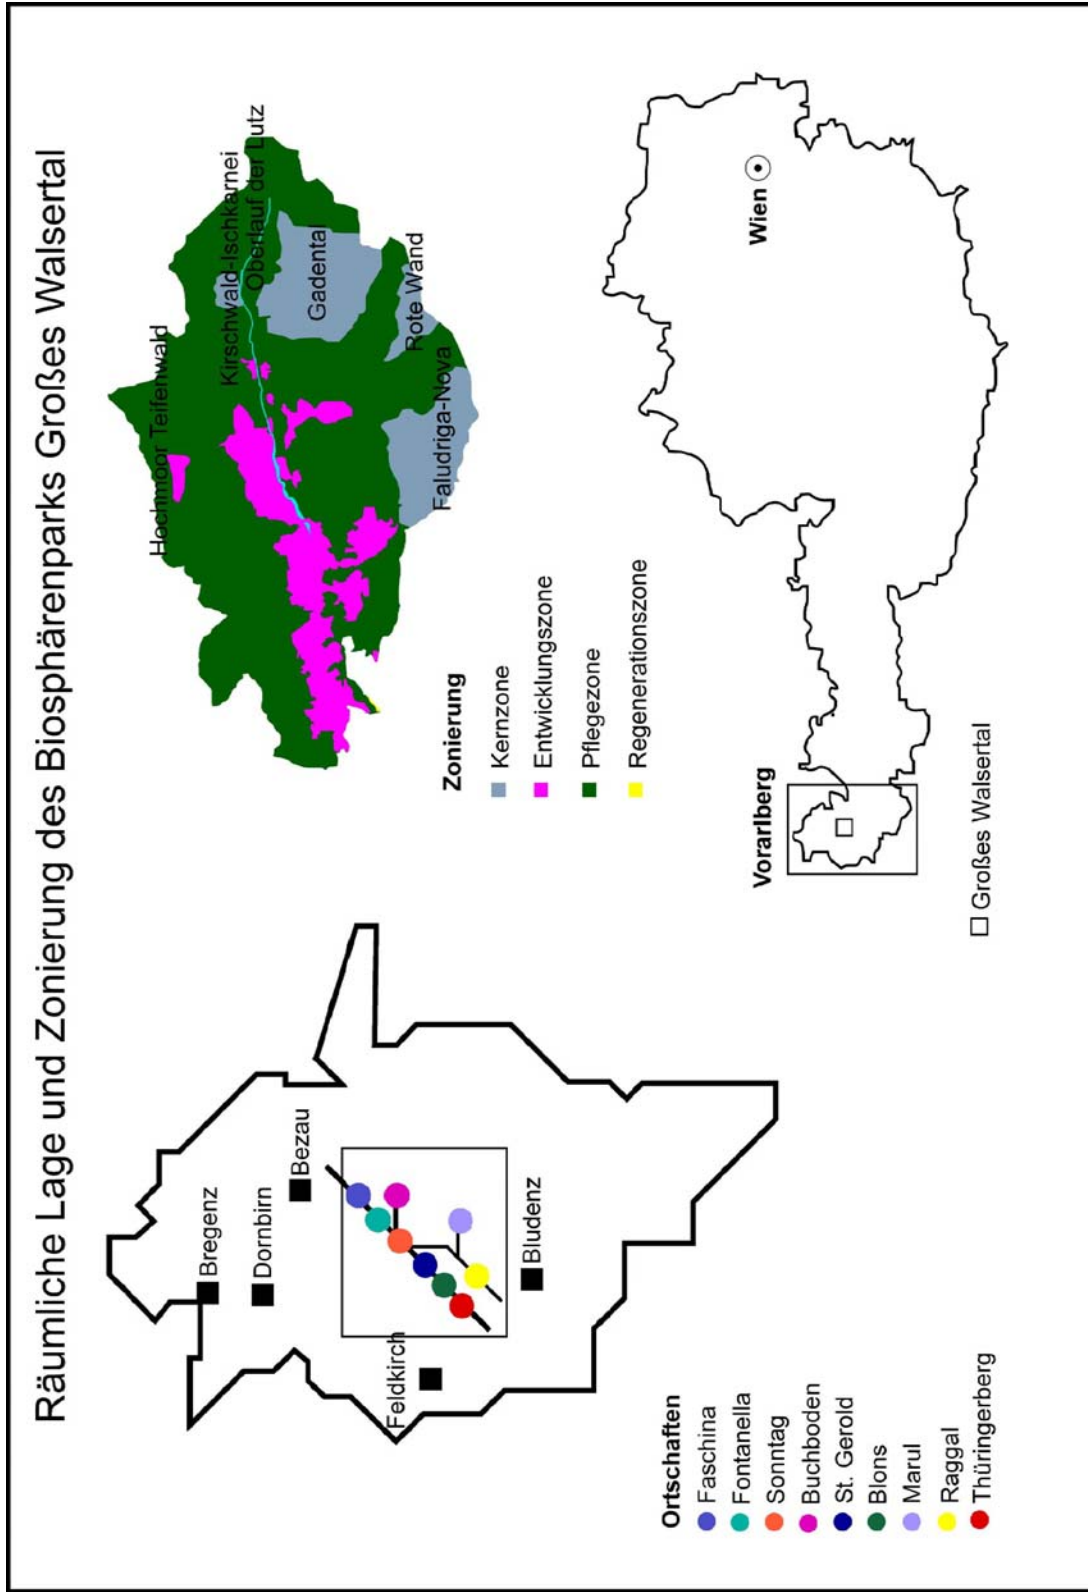 Räumliche Lage und Zonierung des Biosphärenparks Großes Walsertal
Bregenz
Dornbirn
Bezau
Feldkirch
Bludenz
Ortschaften
Faschina
Fontanella
Sonntag
Buchboden
St. Gerold
Blons
Marul
Raggal
Thüringerberg
Hochmoor Teifenwald
Kirschwald-Ischkarnei
Oberlauf der Lutz
Gadental
Rote Wand
Faludriga-Nova
Zonierung
Kernzone
Entwicklungszone
Pflegezone
Regenerationszone
Wien
Vorarlberg
Großes Walsertal